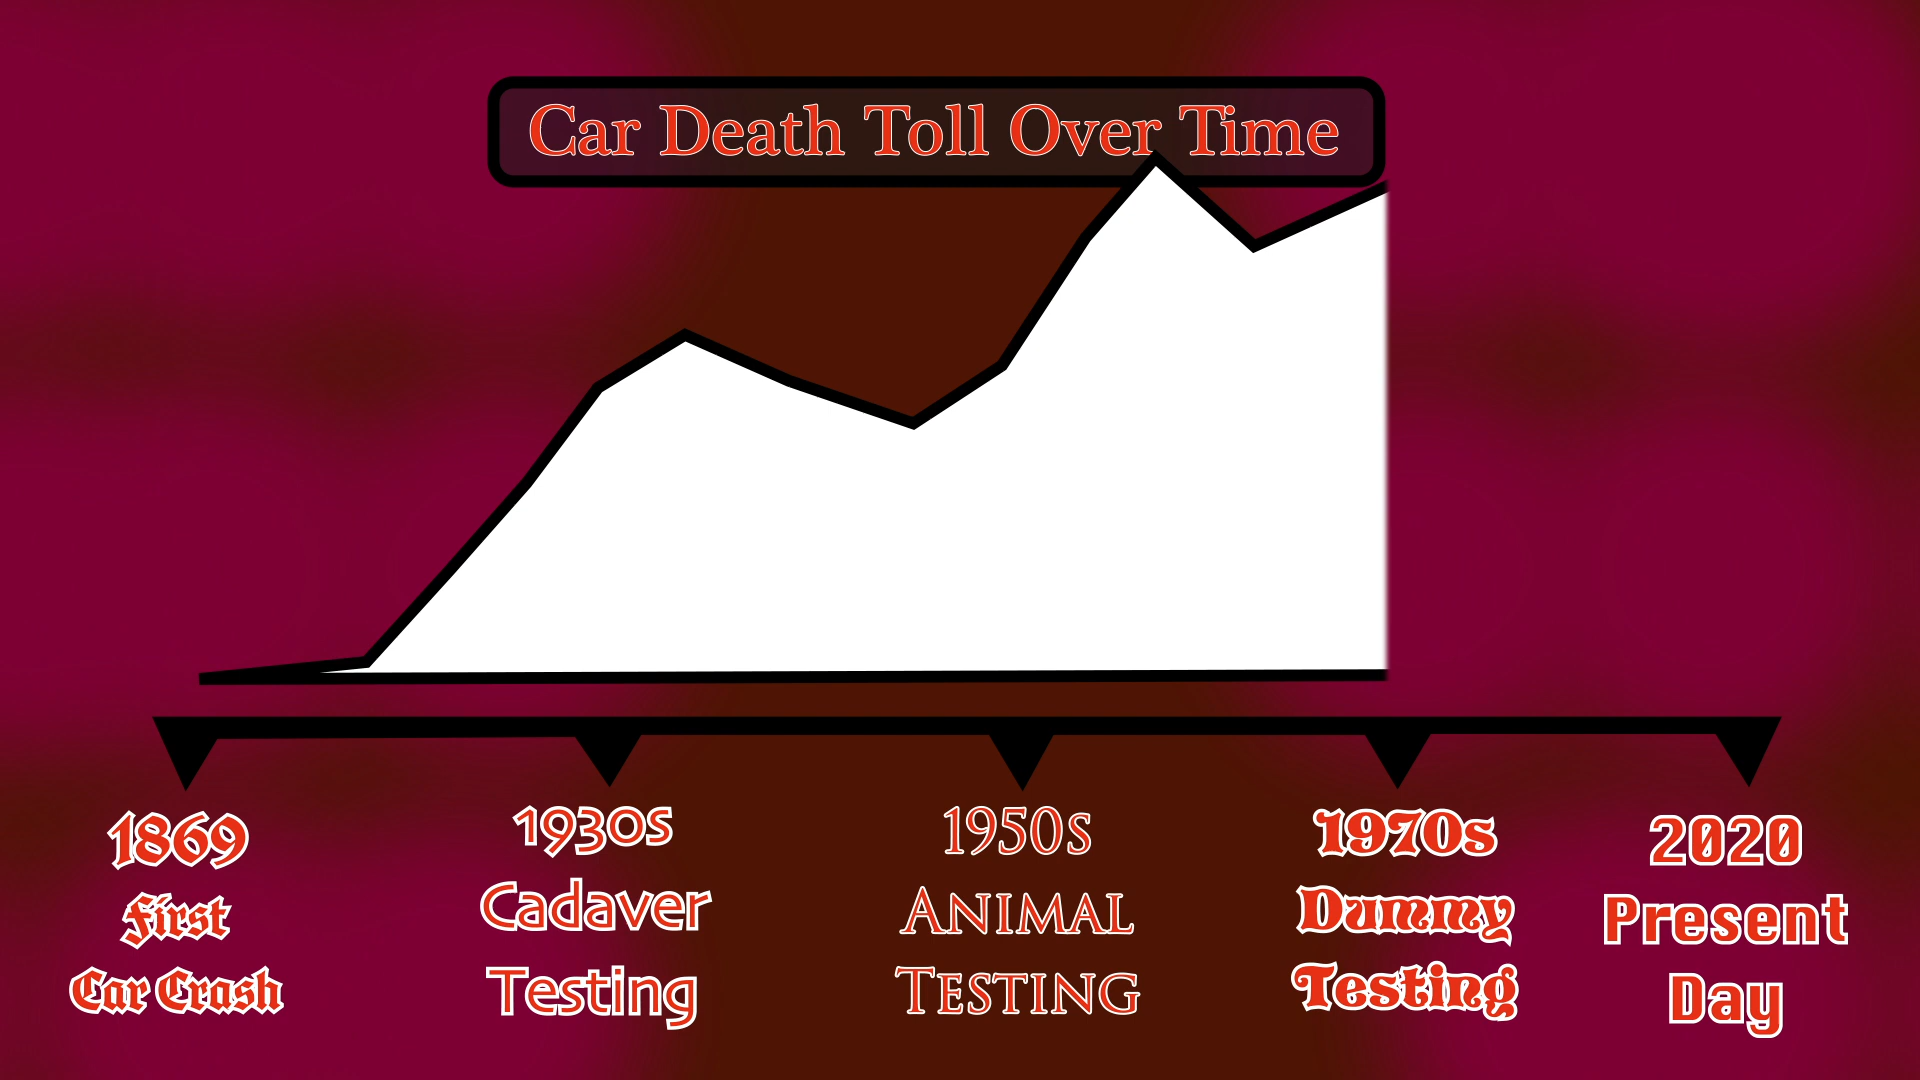 Car Death Toll Over Time
1869
First
Car Crash
1930s
Cadaver
Testing
1950s
ANIMAL
TESTING
1970s
Dummy
Testing
2020
Present
Day